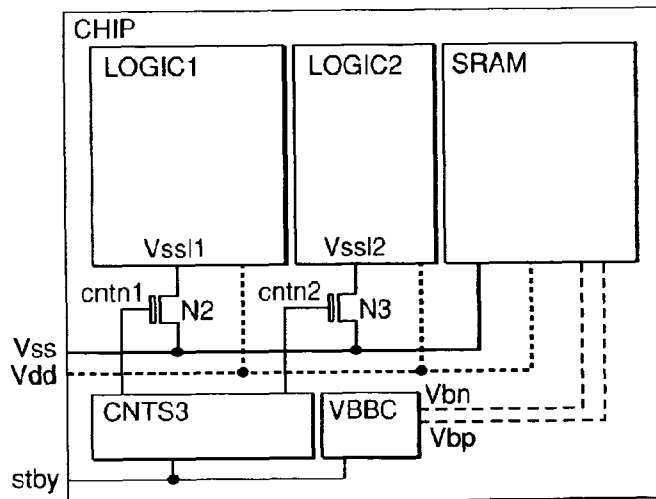 CHIP
LOGIC1
LOGIC2
SRAM
Vssl1
Vssl2
cntn1
N2
cntn2
N3
Vss
Vdd
CNTS3
VBBC
Vbn
Vbp
stby